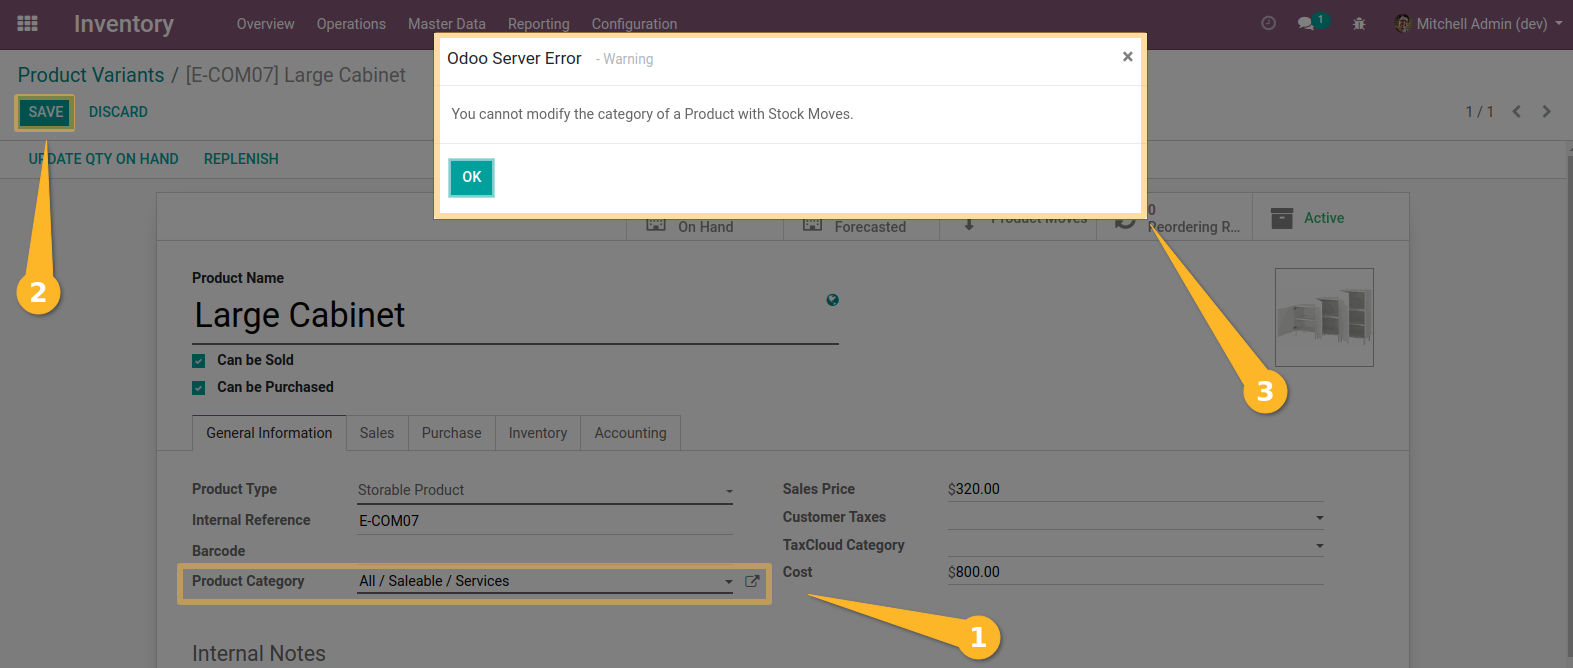 Inventory Overview Operations Master Data Reporting Configuration 1 Mitchell Admin (dev)
Odoo Server Error - Warning ×
Product Variants / [E-COM07] Large Cabinet
SAVE DISCARD 1 / 1
You cannot modify the category of a Product with Stock Moves.
UPDATE QTY ON HAND REPLENISH
OK
On Hand Forecasted Product Moves 0 Reordering R... Active
2
Product Name
Large Cabinet
Can be Sold
Can be Purchased
3
General Information Sales Purchase Inventory Accounting
Product Type Storable Product Sales Price $320.00
Internal Reference E-COM07 Customer Taxes
Barcode TaxCloud Category
Product Category All / Saleable / Services Cost $800.00
1
Internal Notes